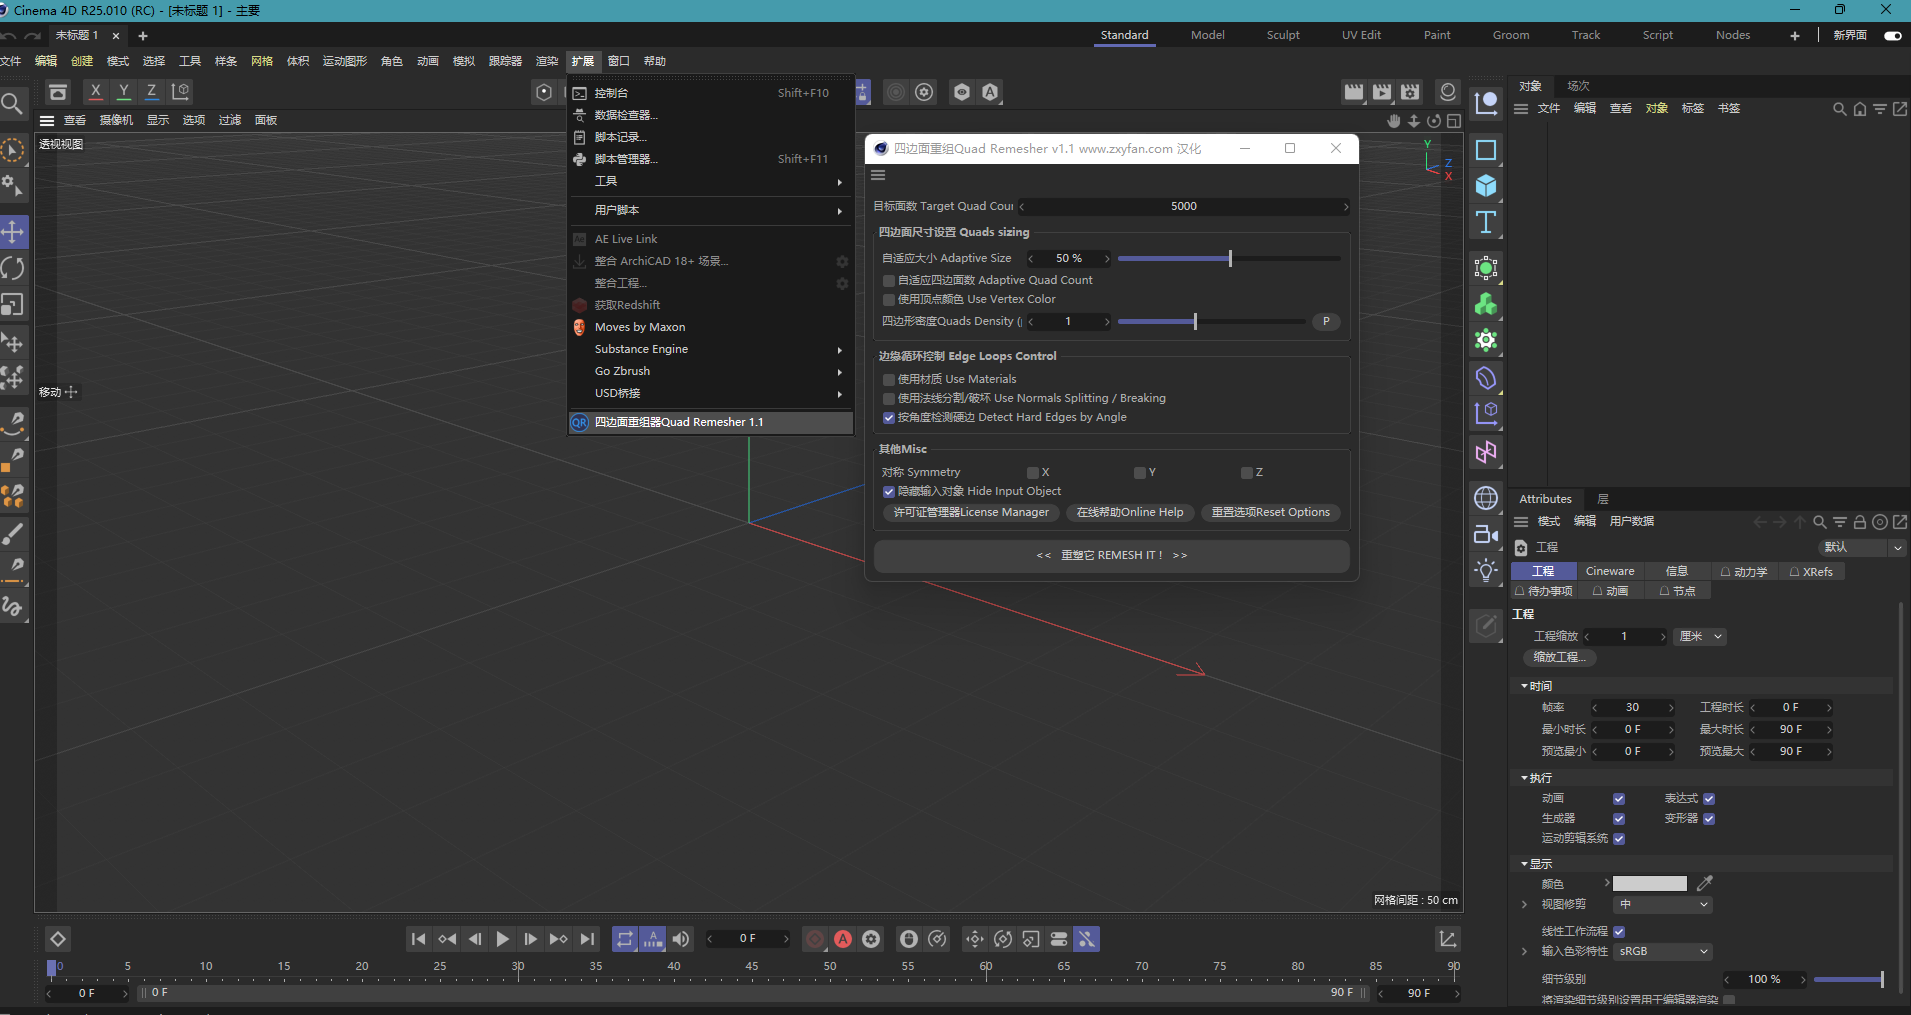 Cinema 4D R25.010 (RC) - [未标题 1] - 主要
未标题 1
Standard Model Sculpt UV Edit Paint Groom Track Script Nodes 新界面
文件 编辑 创建 模式 选择 工具 样条 网格 体积 运动图形 角色 动画 模拟 跟踪器 渲染 扩展 窗口 帮助
X Y Z
查看 摄像机 显示 选项 过滤 面板
透视视图
移动
控制台 Shift+F10
数据检查器...
脚本记录...
脚本管理器... Shift+F11
工具
用户脚本
AE Live Link
整合 ArchiCAD 18+ 场景...
整合工程...
获取Redshift
Moves by Maxon
Substance Engine
Go Zbrush
USD桥接
QR 四边面重组器Quad Remesher 1.1
四边面重组Quad Remesher v1.1 www.zxyfan.com 汉化
目标面数 Target Quad Cour 5000
四边面尺寸设置 Quads sizing
自适应大小 Adaptive Size 50 %
自适应四边面数 Adaptive Quad Count
使用顶点颜色 Use Vertex Color
四边形密度Quads Density ( 1 P
边缘循环控制 Edge Loops Control
使用材质 Use Materials
使用法线分割/破坏 Use Normals Splitting / Breaking
按角度检测硬边 Detect Hard Edges by Angle
其他Misc
对称 Symmetry X Y Z
隐藏输入对象 Hide Input Object
许可证管理器License Manager 在线帮助Online Help 重置选项Reset Options
<< 重塑它 REMESH IT ! >>
Y
Z
X
网格间距 : 50 cm
对象 场次
文件 编辑 查看 对象 标签 书签
Attributes 层
模式 编辑 用户数据
工程 默认
工程 Cineware 信息 动力学 XRefs
待办事项 动画 节点
工程
工程缩放 1 厘米
缩放工程...
时间
帧率 30 工程时长 0 F
最小时长 0 F 最大时长 90 F
预览最小 0 F 预览最大 90 F
执行
动画 表达式
生成器 变形器
运动剪辑系统
显示
颜色
视图修剪 中
线性工作流程
输入色彩特性 sRGB
细节级别 100 %
将渲染细节级别设置用于编辑器渲染
0 F
0 5 10 15 20 25 30 35 40 45 50 55 60 65 70 75 80 85 90
0 F 0 F 90 F 90 F